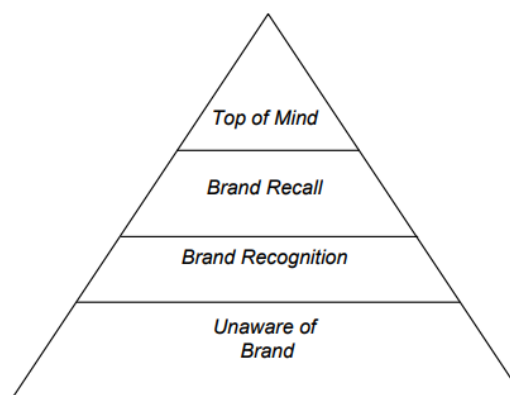 Top of Mind
Brand Recall
Brand Recognition
Unaware of
Brand